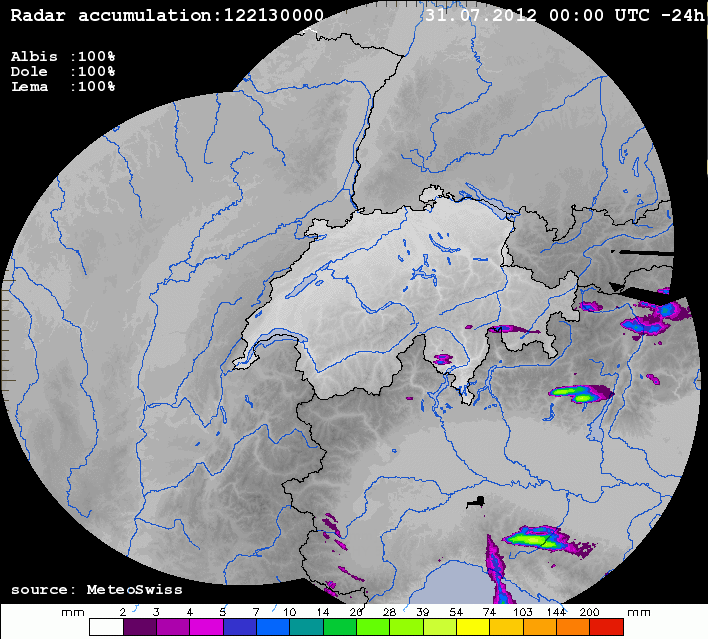 Radar accumulation:122130000 31.07.2012 00:00 UTC -24h
Albis :100%
Dole :100%
Lema :100%
source: MeteoSwiss
mm 2 3 4 5 7 10 14 20 28 39 54 74 103 144 200 mm